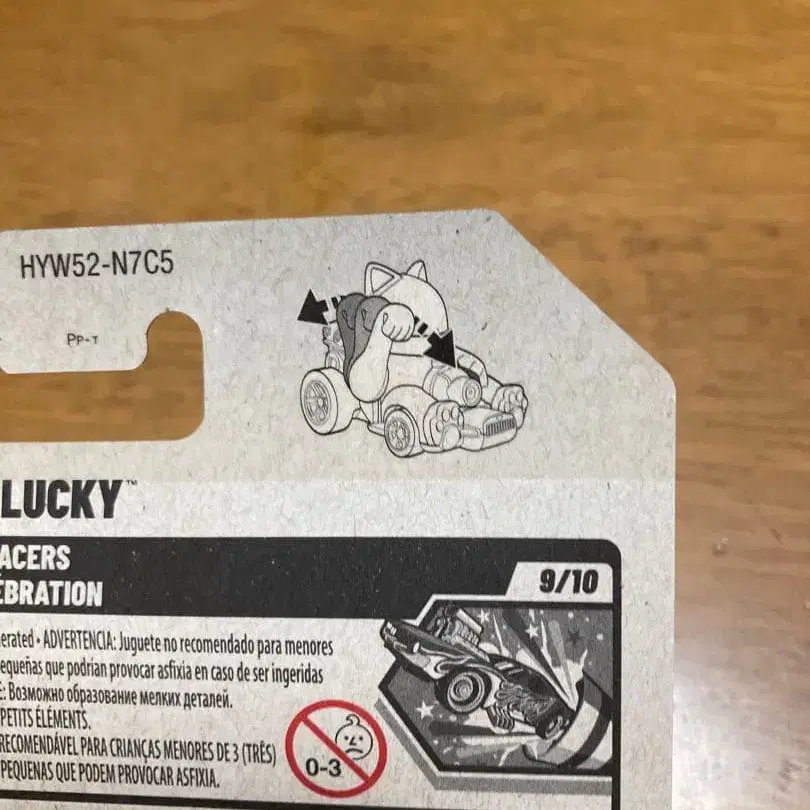 HYW52-N7C5
PP-T
LUCKY™
ACERS
EBRATION
9/10
erated • ADVERTENCIA: Juguete no recomendado para menores
equeñas que podrian provocar asfixia en caso de ser ingeridas
E: Возможно образование мелких деталей.
PETITS ÉLÉMENTS.
RECOMENDÁVEL PARA CRIANÇAS MENORES DE 3 (TRÊS)
PEQUENAS QUE PODEM PROVOCAR ASFIXIA.
0-3